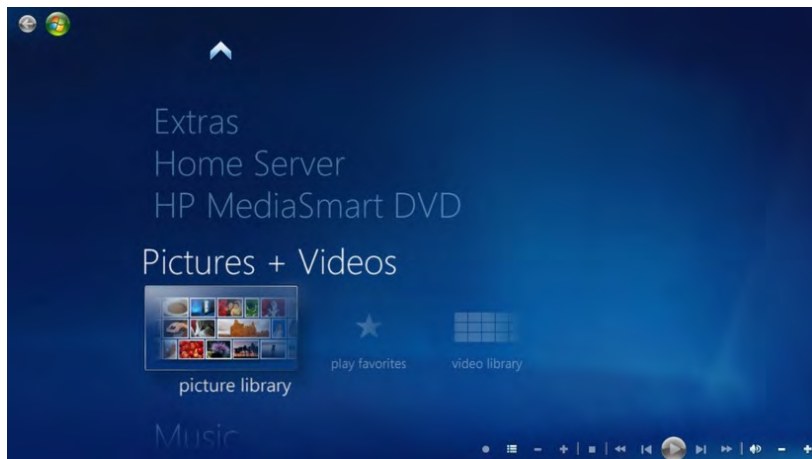 Extras
Home Server
HP MediaSmart DVD
Pictures + Videos
picture library
play favorites
video library
Music